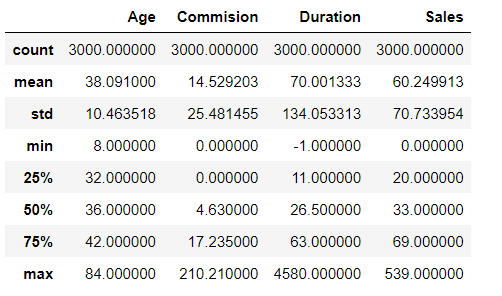 Age Commision Duration Sales
count 3000.000000 3000.000000 3000.000000 3000.000000
mean 38.091000 14.529203 70.001333 60.249913
std 10.463518 25.481455 134.053313 70.733954
min 8.000000 0.000000 -1.000000 0.000000
25% 32.000000 0.000000 11.000000 20.000000
50% 36.000000 4.630000 26.500000 33.000000
75% 42.000000 17.235000 63.000000 69.000000
max 84.000000 210.210000 4580.000000 539.000000